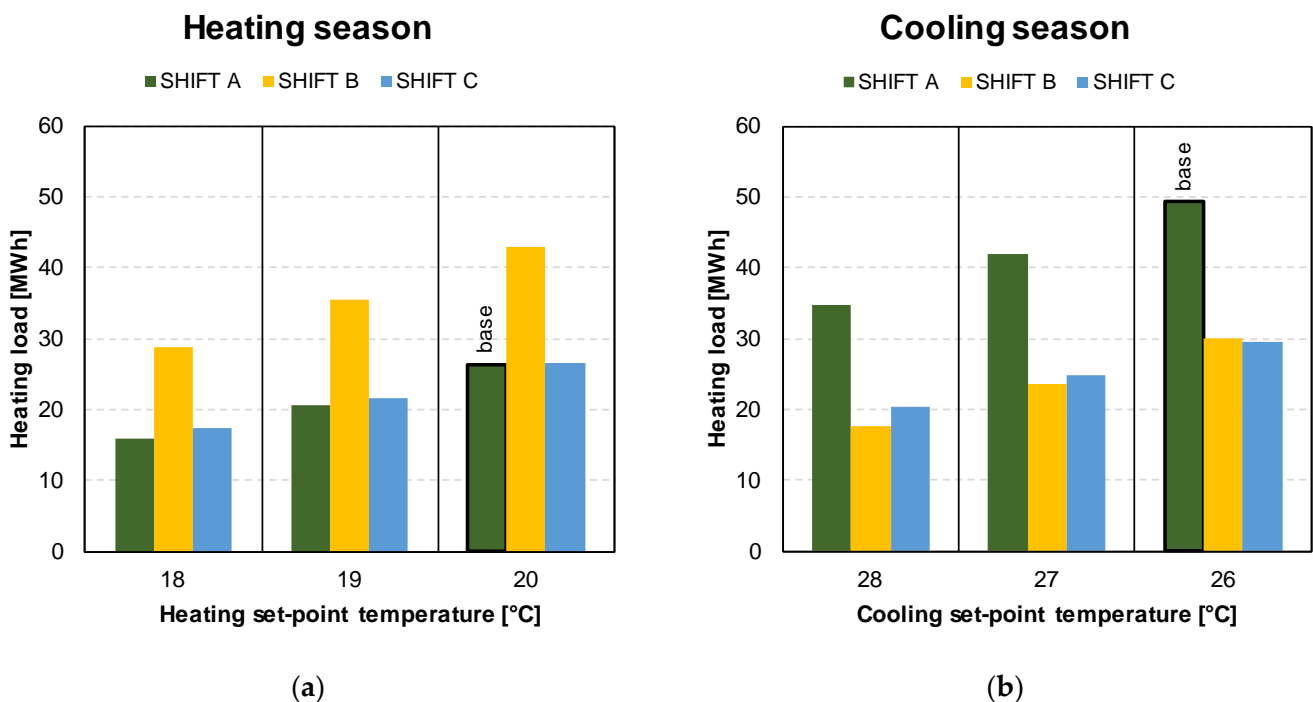 Heating season
SHIFT A SHIFT B SHIFT C
60
50
40
30
20
10
0
Heating load [MWh]
base
18 19 20
Heating set-point temperature [°C]
(a)
Cooling season
SHIFT A SHIFT B SHIFT C
60
50
40
30
20
10
0
Heating load [MWh]
base
28 27 26
Cooling set-point temperature [°C]
(b)